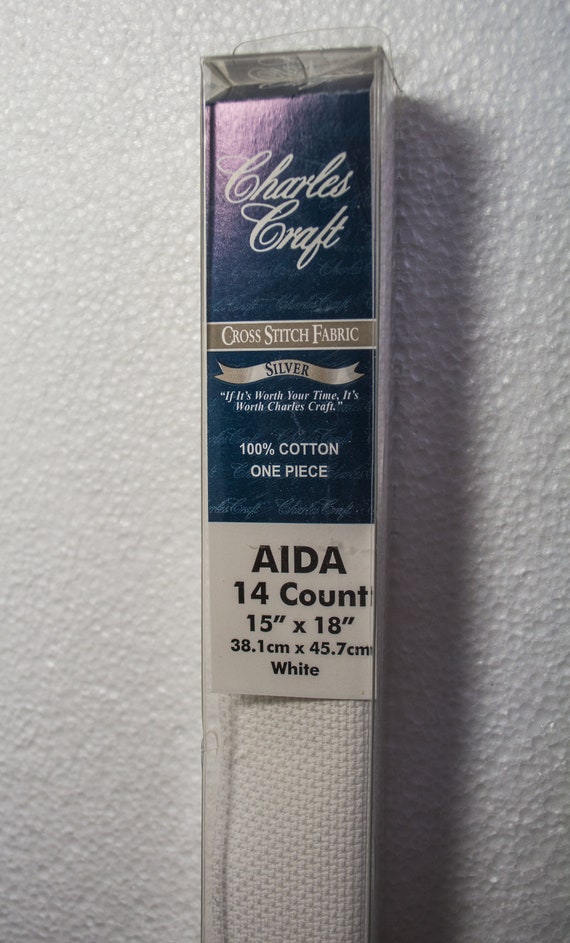 Charles
Craft
CROSS STITCH FABRIC
SILVER
"If It's Worth Your Time, It's
Worth Charles Craft."
100% COTTON
ONE PIECE
AIDA
14 Count
15" x 18"
38.1cm x 45.7cm
White